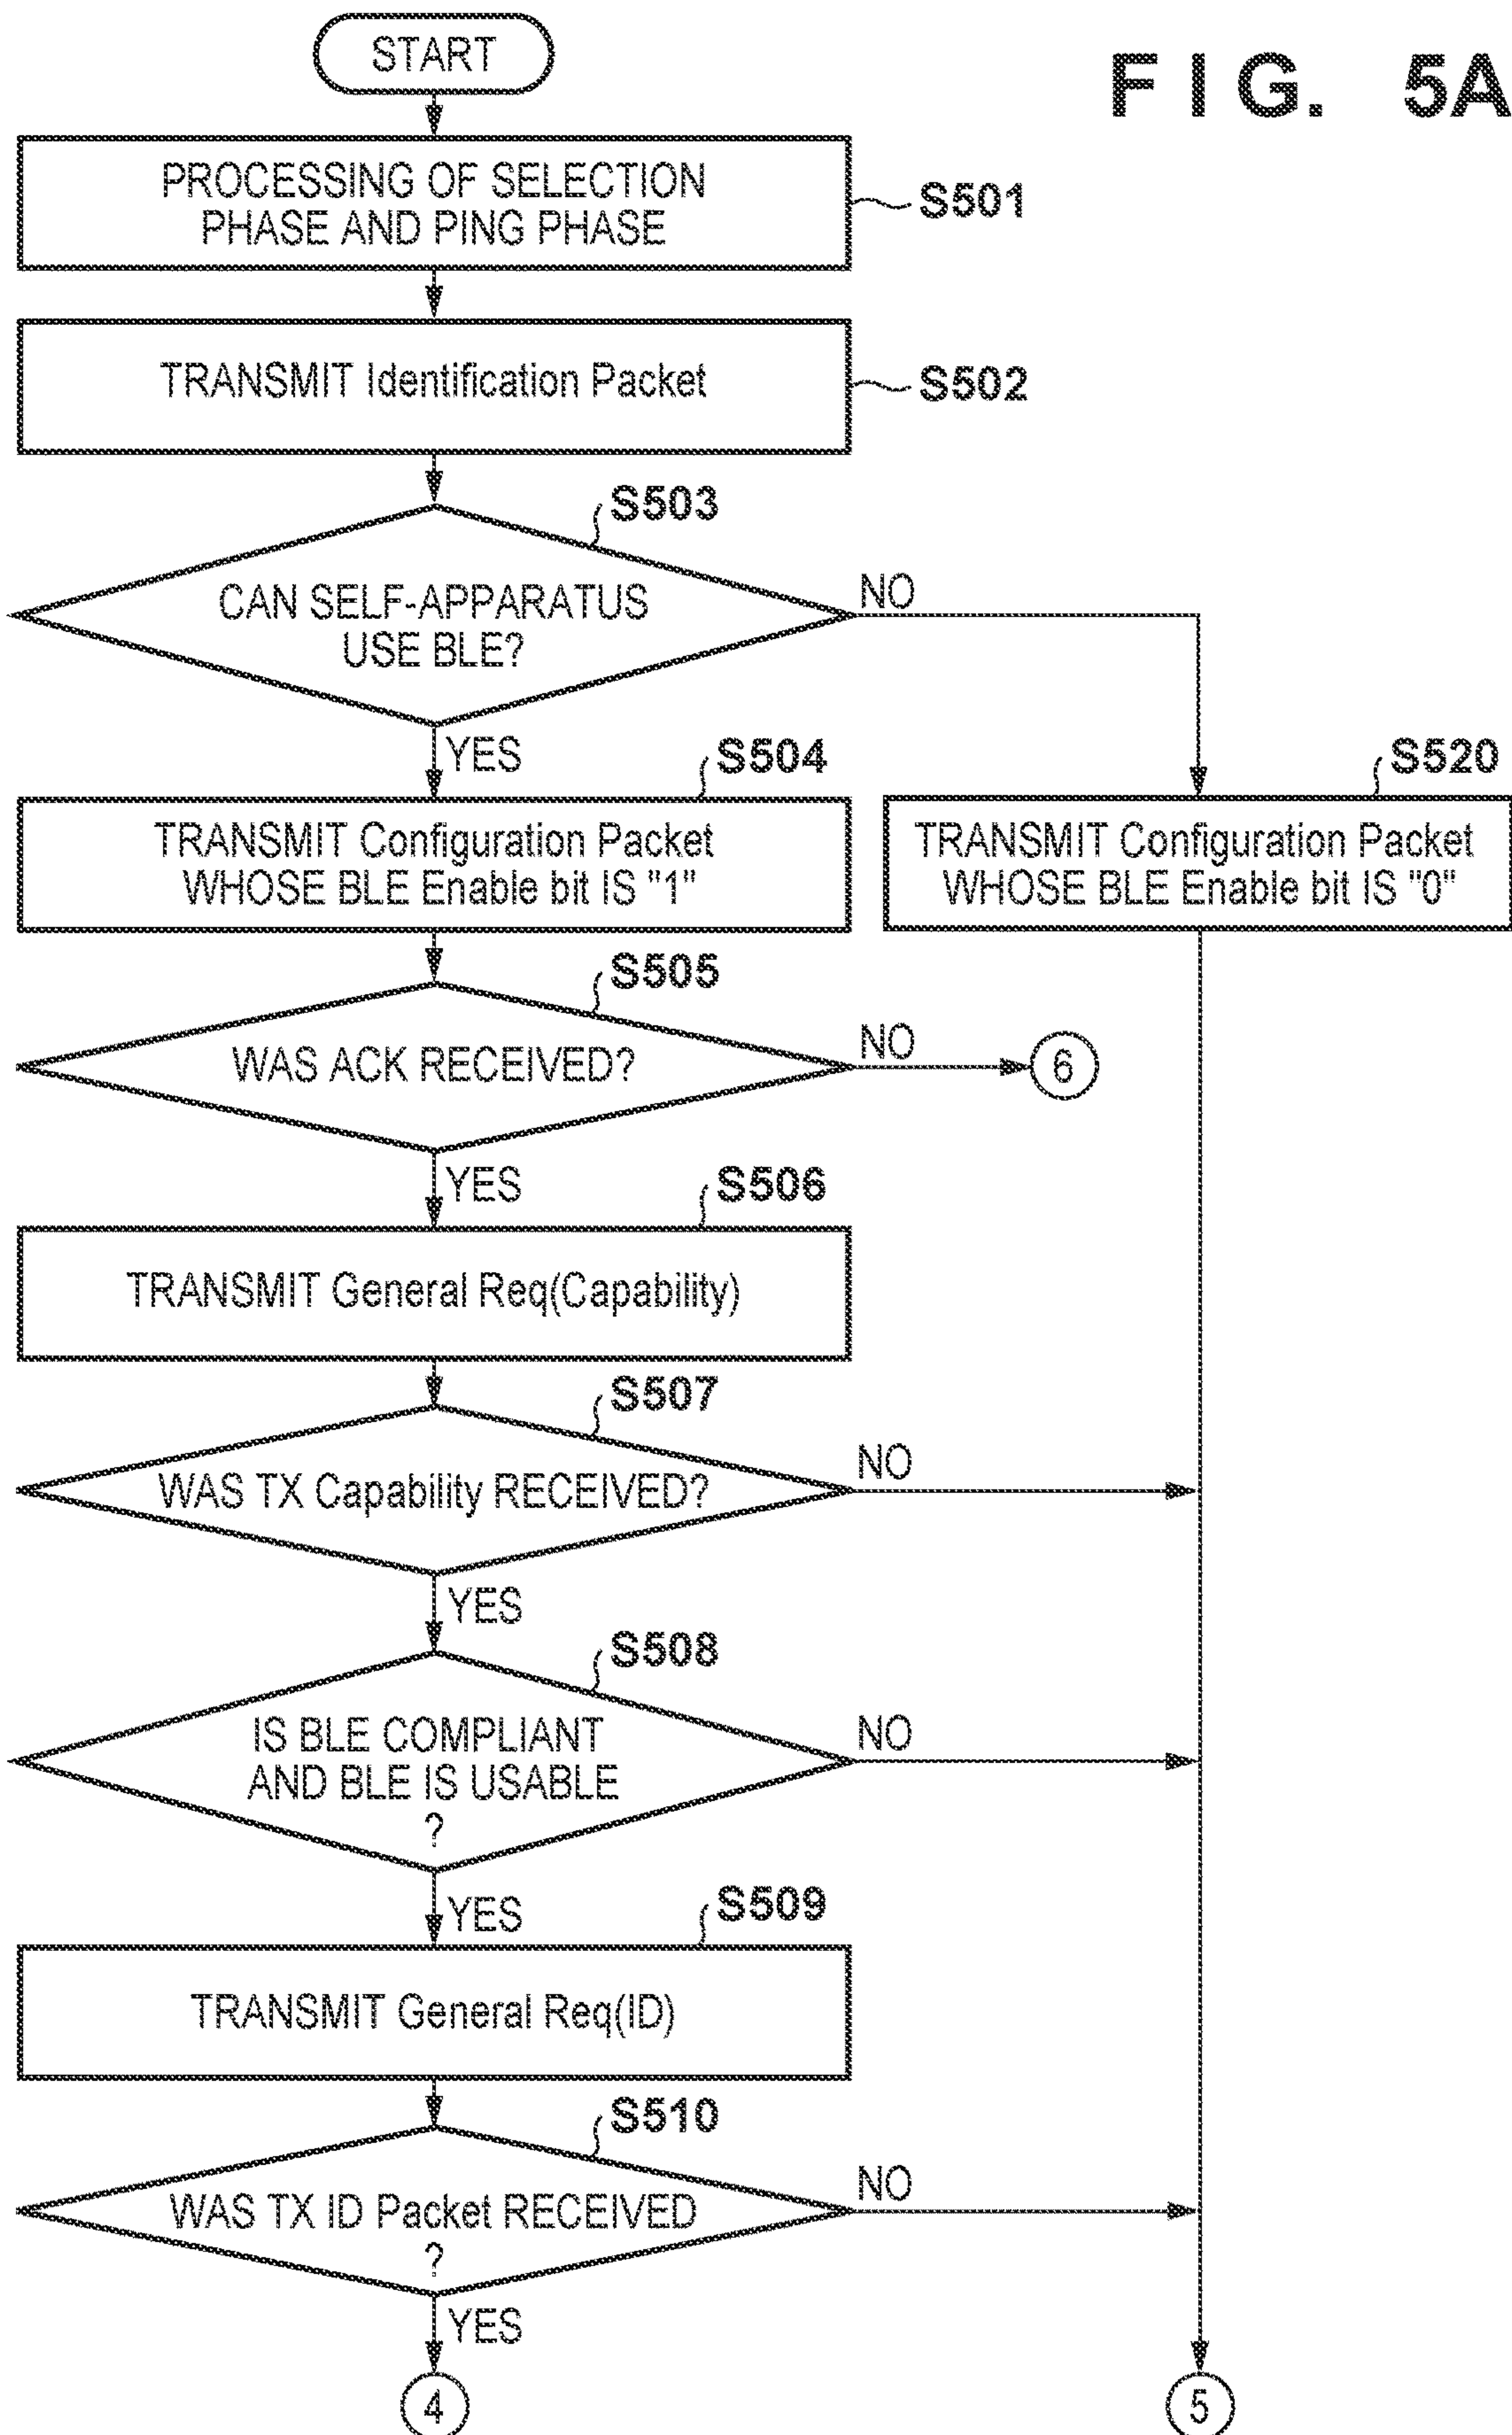 START
F I G. 5A
PROCESSING OF SELECTION
PHASE AND PING PHASE
S501
TRANSMIT Identification Packet
S502
S503
CAN SELF-APPARATUS
USE BLE?
NO
YES
S504
S520
TRANSMIT Configuration Packet
WHOSE BLE Enable bit IS "1"
TRANSMIT Configuration Packet
WHOSE BLE Enable bit IS "0"
S505
WAS ACK RECEIVED?
NO
6
YES
S506
TRANSMIT General Req(Capability)
S507
WAS TX Capability RECEIVED?
NO
YES
S508
IS BLE COMPLIANT
AND BLE IS USABLE
?
NO
YES
S509
TRANSMIT General Req(ID)
S510
WAS TX ID Packet RECEIVED
?
NO
YES
4
5